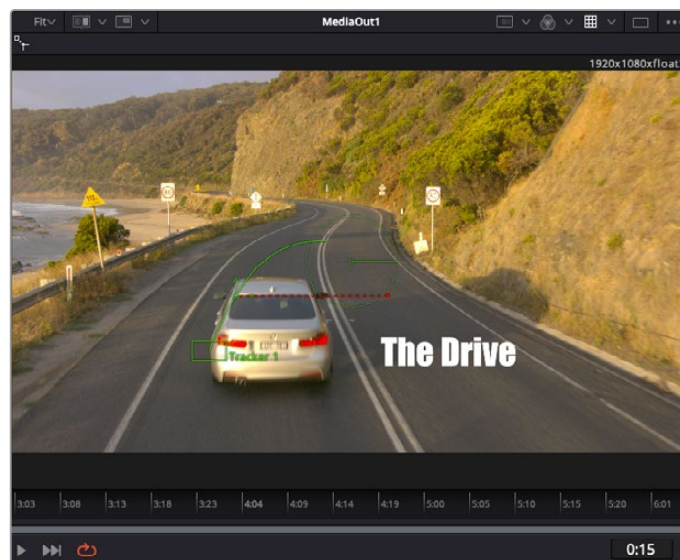 Fit MediaOut1
1920x1080xfloat
Tracker 1
The Drive
3:03 3:08 3:13 3:18 3:23 4:04 4:09 4:14 4:19 5:00 5:05 5:10 5:15 5:20 6:01
0:15